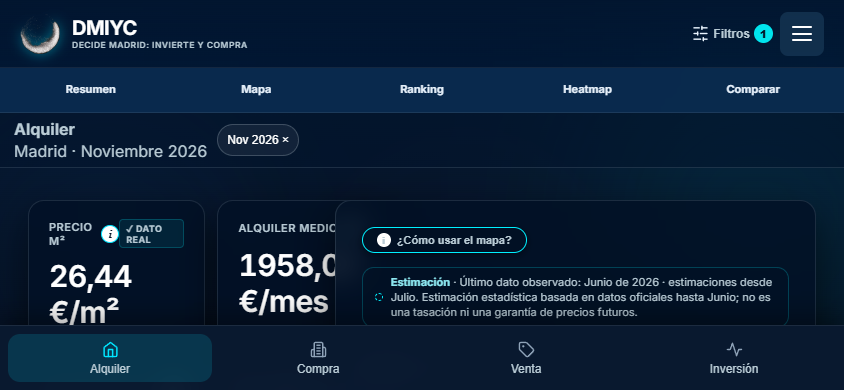 DMIYC
DECIDE MADRID: INVIERTE Y COMPRA
Filtros 1
Resumen
Mapa
Ranking
Heatmap
Comparar
Alquiler
Madrid · Noviembre 2026
Nov 2026 ×
PRECIO
M²
i
✓ DATO
REAL
26,44
€/m²
ALQUILER MEDIO
1958,0
€/mes
i ¿Cómo usar el mapa?
Estimación · Último dato observado: Junio de 2026 · estimaciones desde
Julio. Estimación estadística basada en datos oficiales hasta Junio; no es
una tasación ni una garantía de precios futuros.
Alquiler
Compra
Venta
Inversión